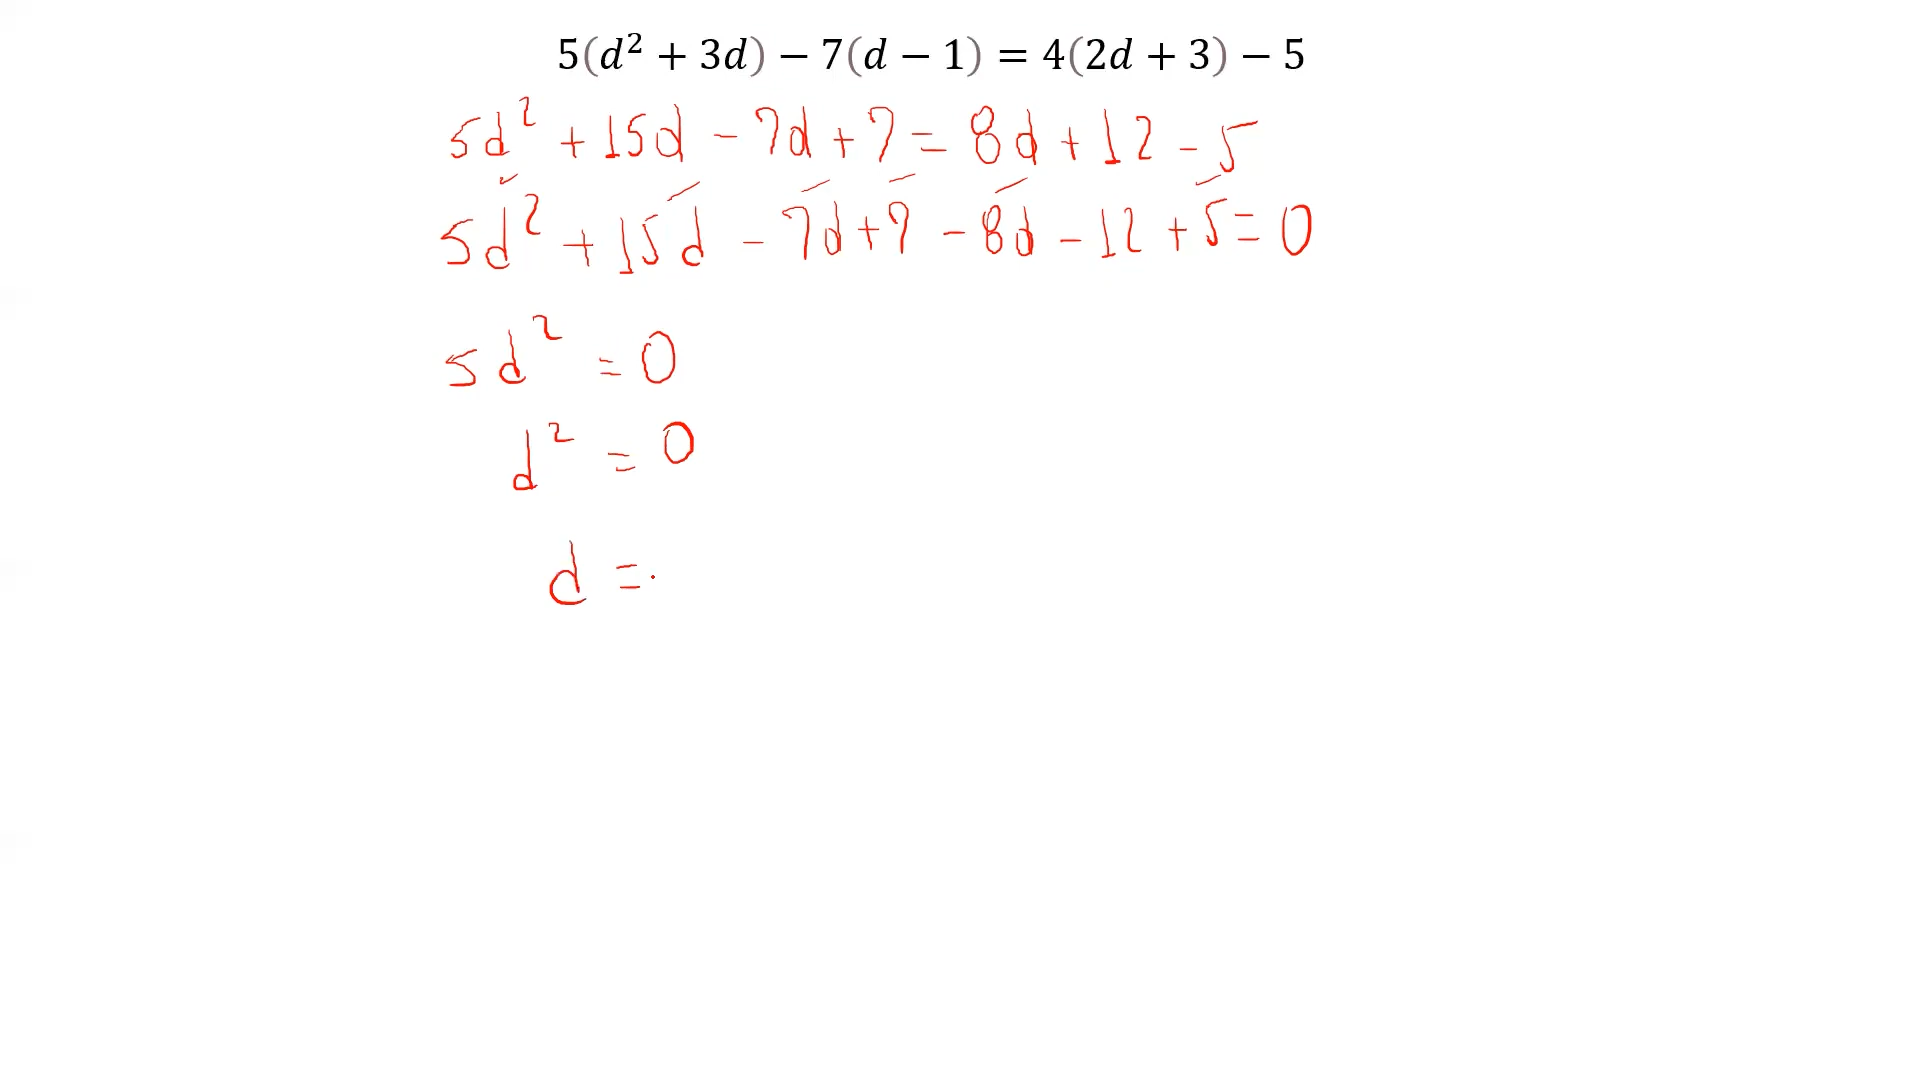 5(d² + 3d) − 7(d − 1) = 4(2d + 3) − 5
5d² + 15d - 7d + 7 = 8d + 12 - 5
5d² + 15d - 7d + 7 - 8d - 12 + 5 = 0
5d² = 0
d² = 0
d =